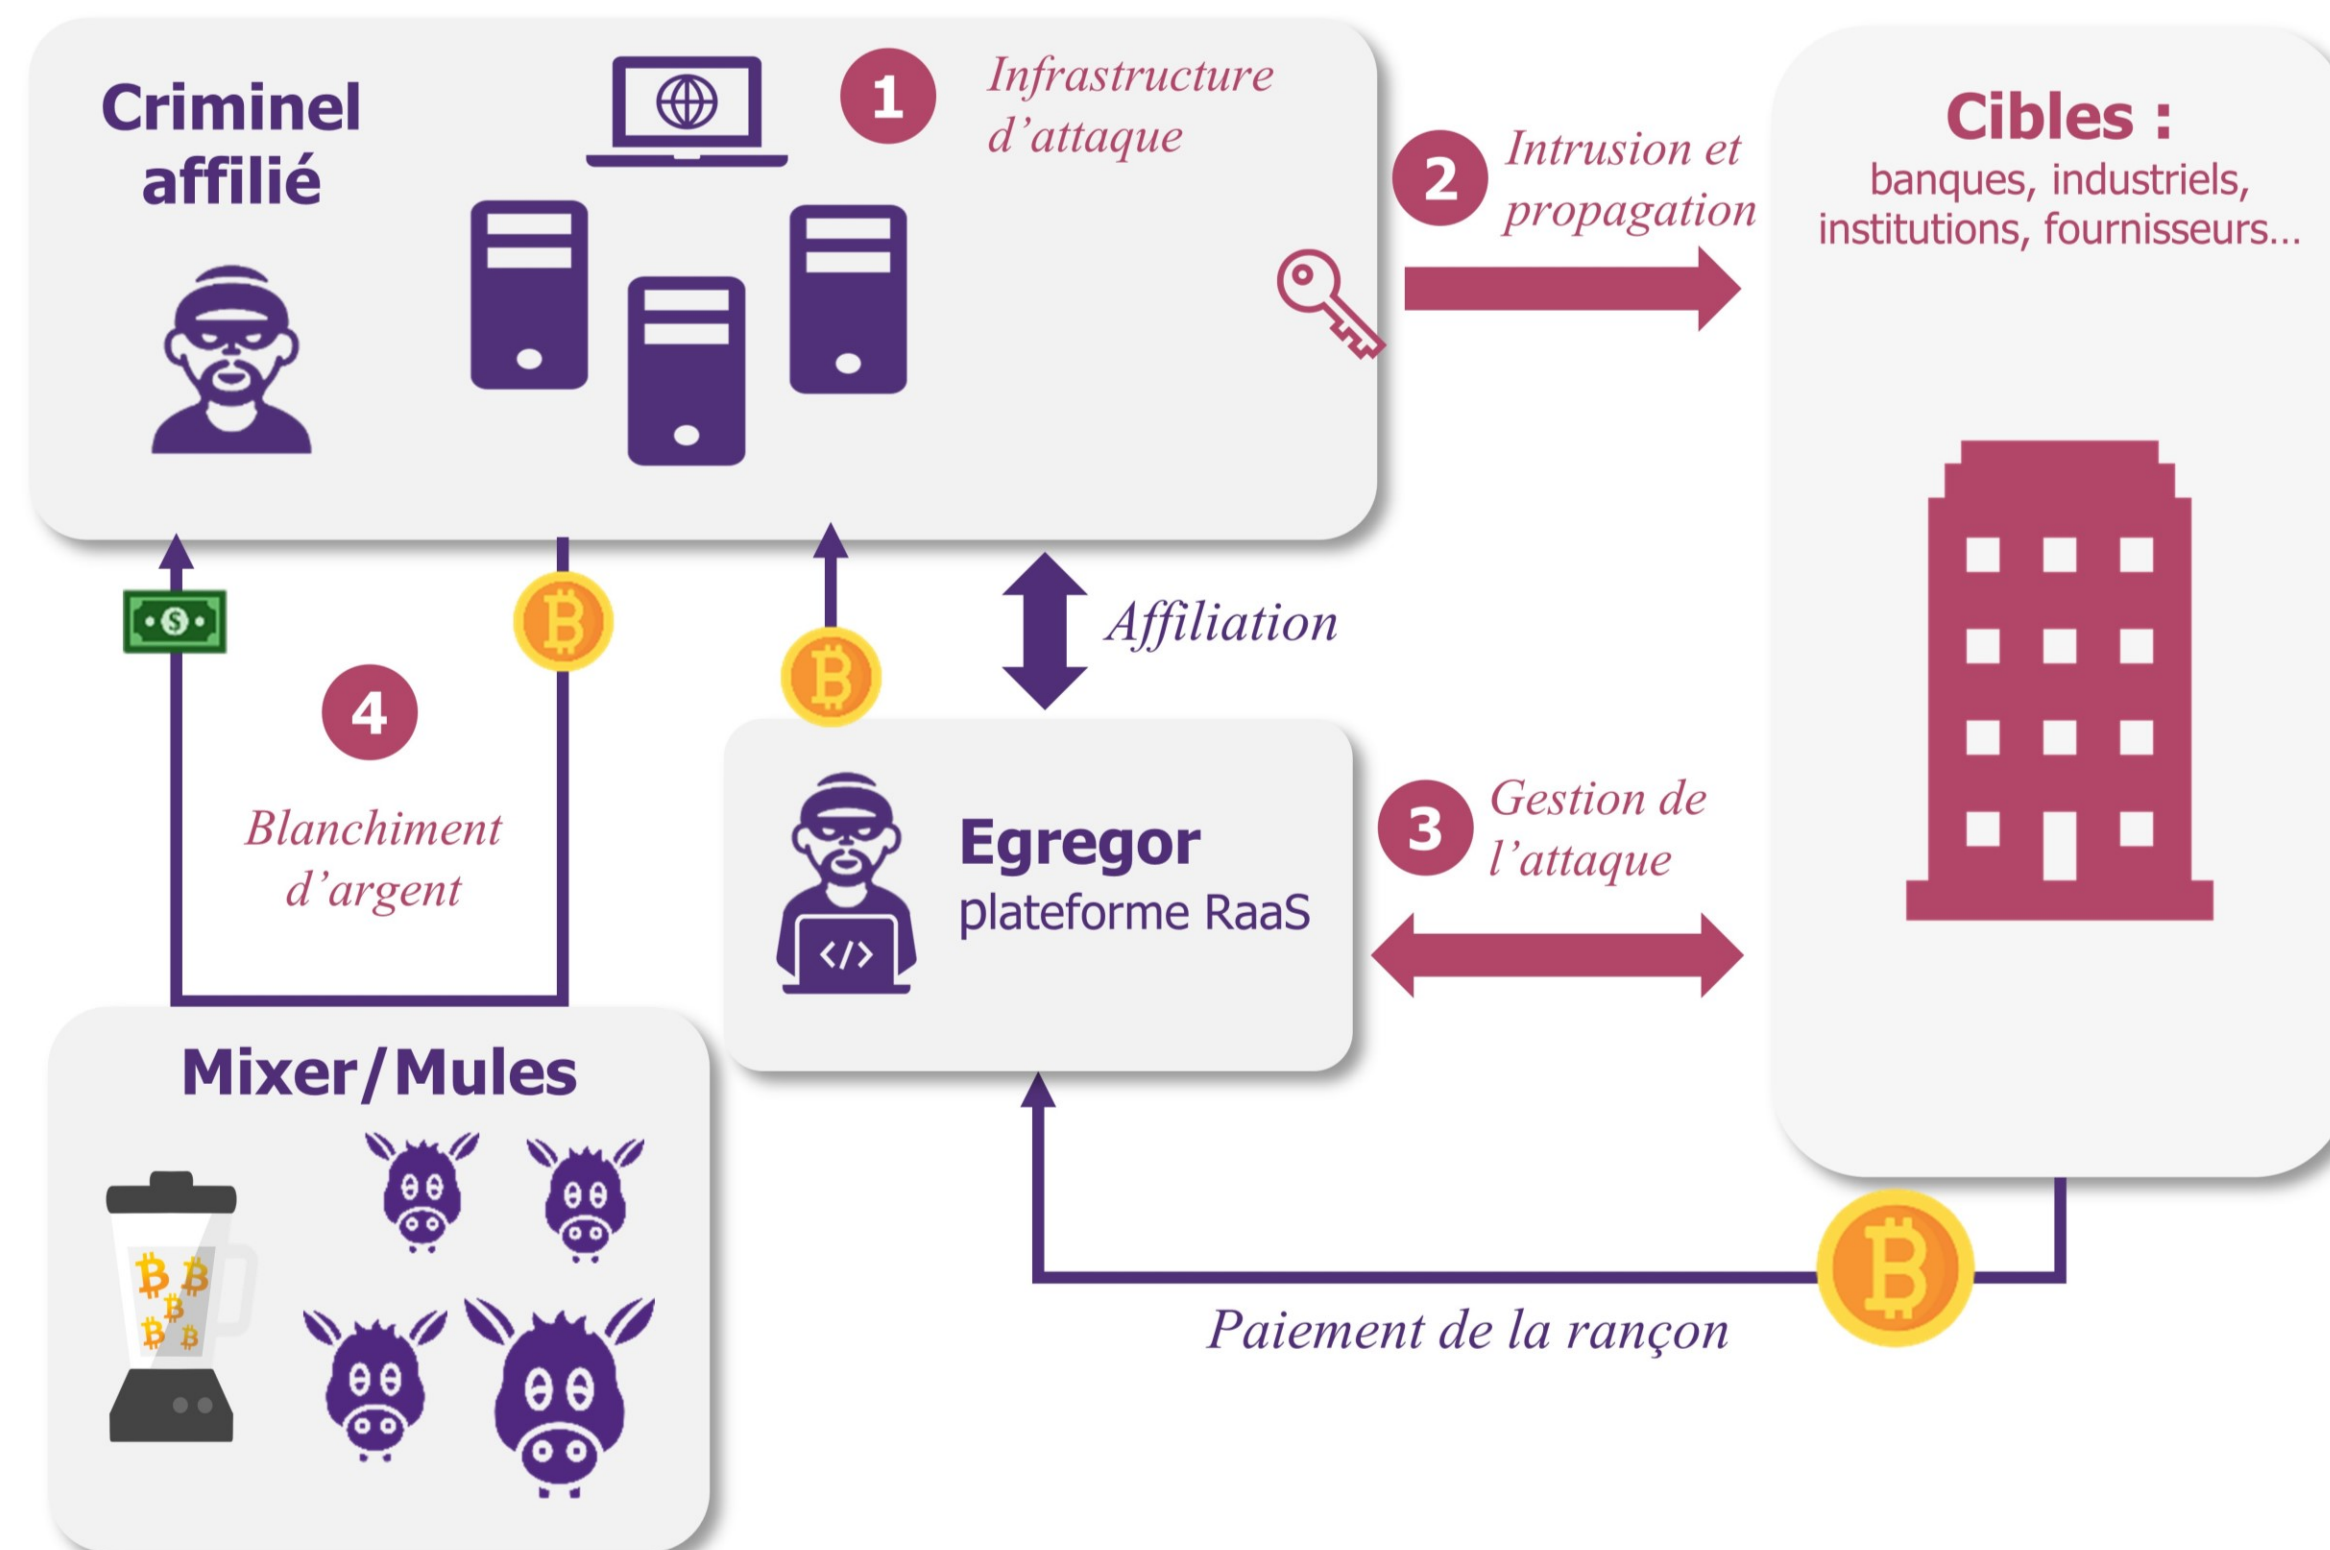 Criminel
affilié
1
Infrastructure
d’attaque
2
Intrusion et
propagation
Cibles :
banques, industriels,
institutions, fournisseurs...
Affiliation
4
Blanchiment
d’argent
Egregor
plateforme RaaS
3
Gestion de
l’attaque
Mixer/Mules
Paiement de la rançon